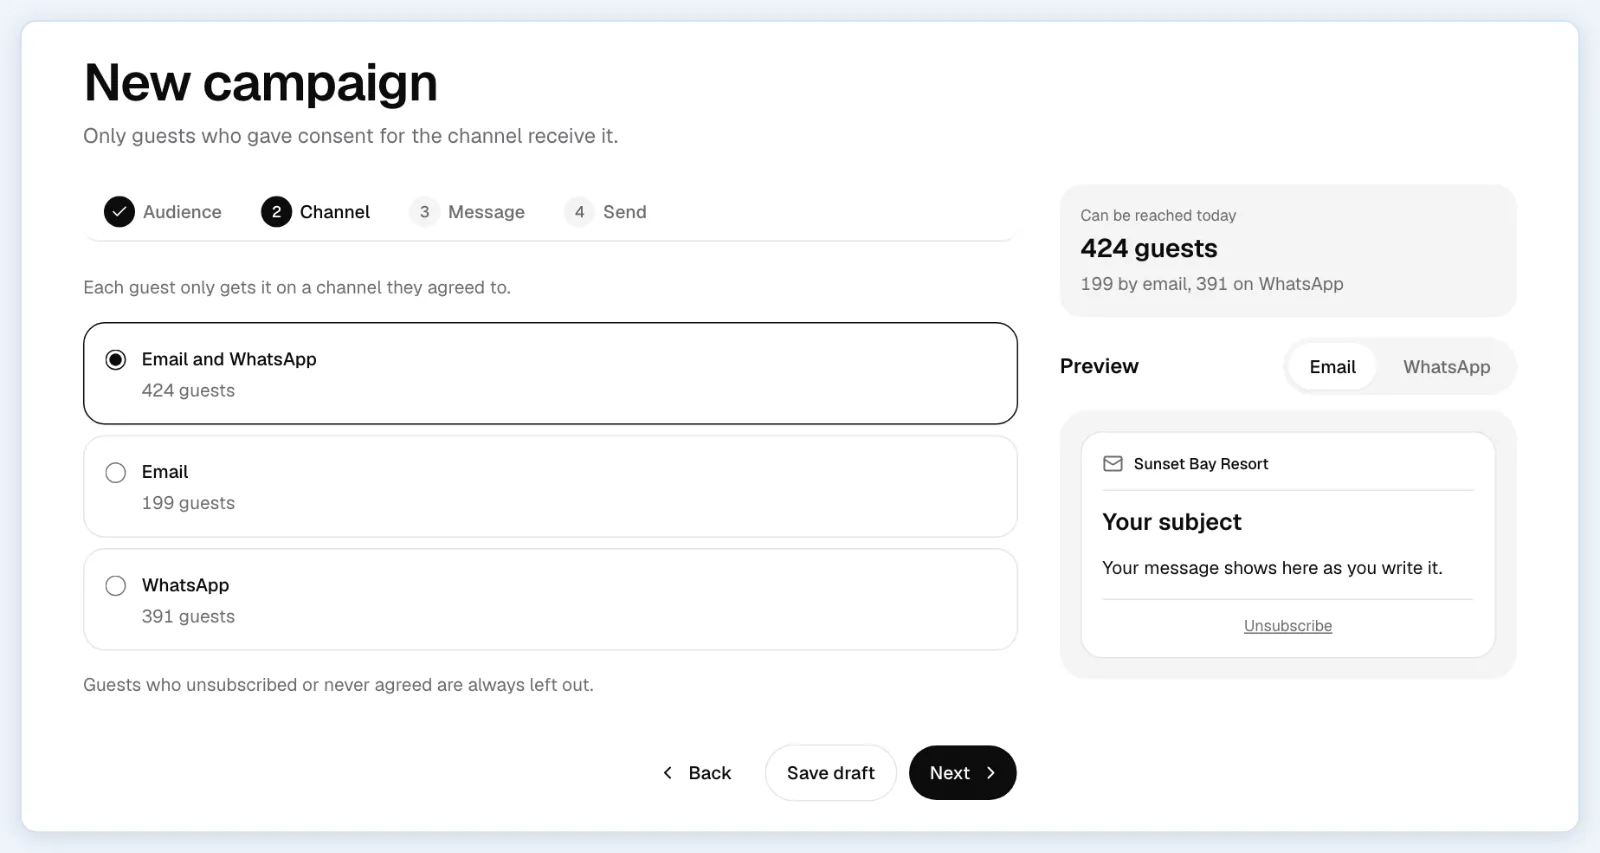 New campaign
Only guests who gave consent for the channel receive it.
Audience
2 Channel
3 Message
4 Send
Each guest only gets it on a channel they agreed to.
Email and WhatsApp
424 guests
Email
199 guests
WhatsApp
391 guests
Guests who unsubscribed or never agreed are always left out.
Back
Save draft
Next
Can be reached today
424 guests
199 by email, 391 on WhatsApp
Preview
Email
WhatsApp
Sunset Bay Resort
Your subject
Your message shows here as you write it.
Unsubscribe